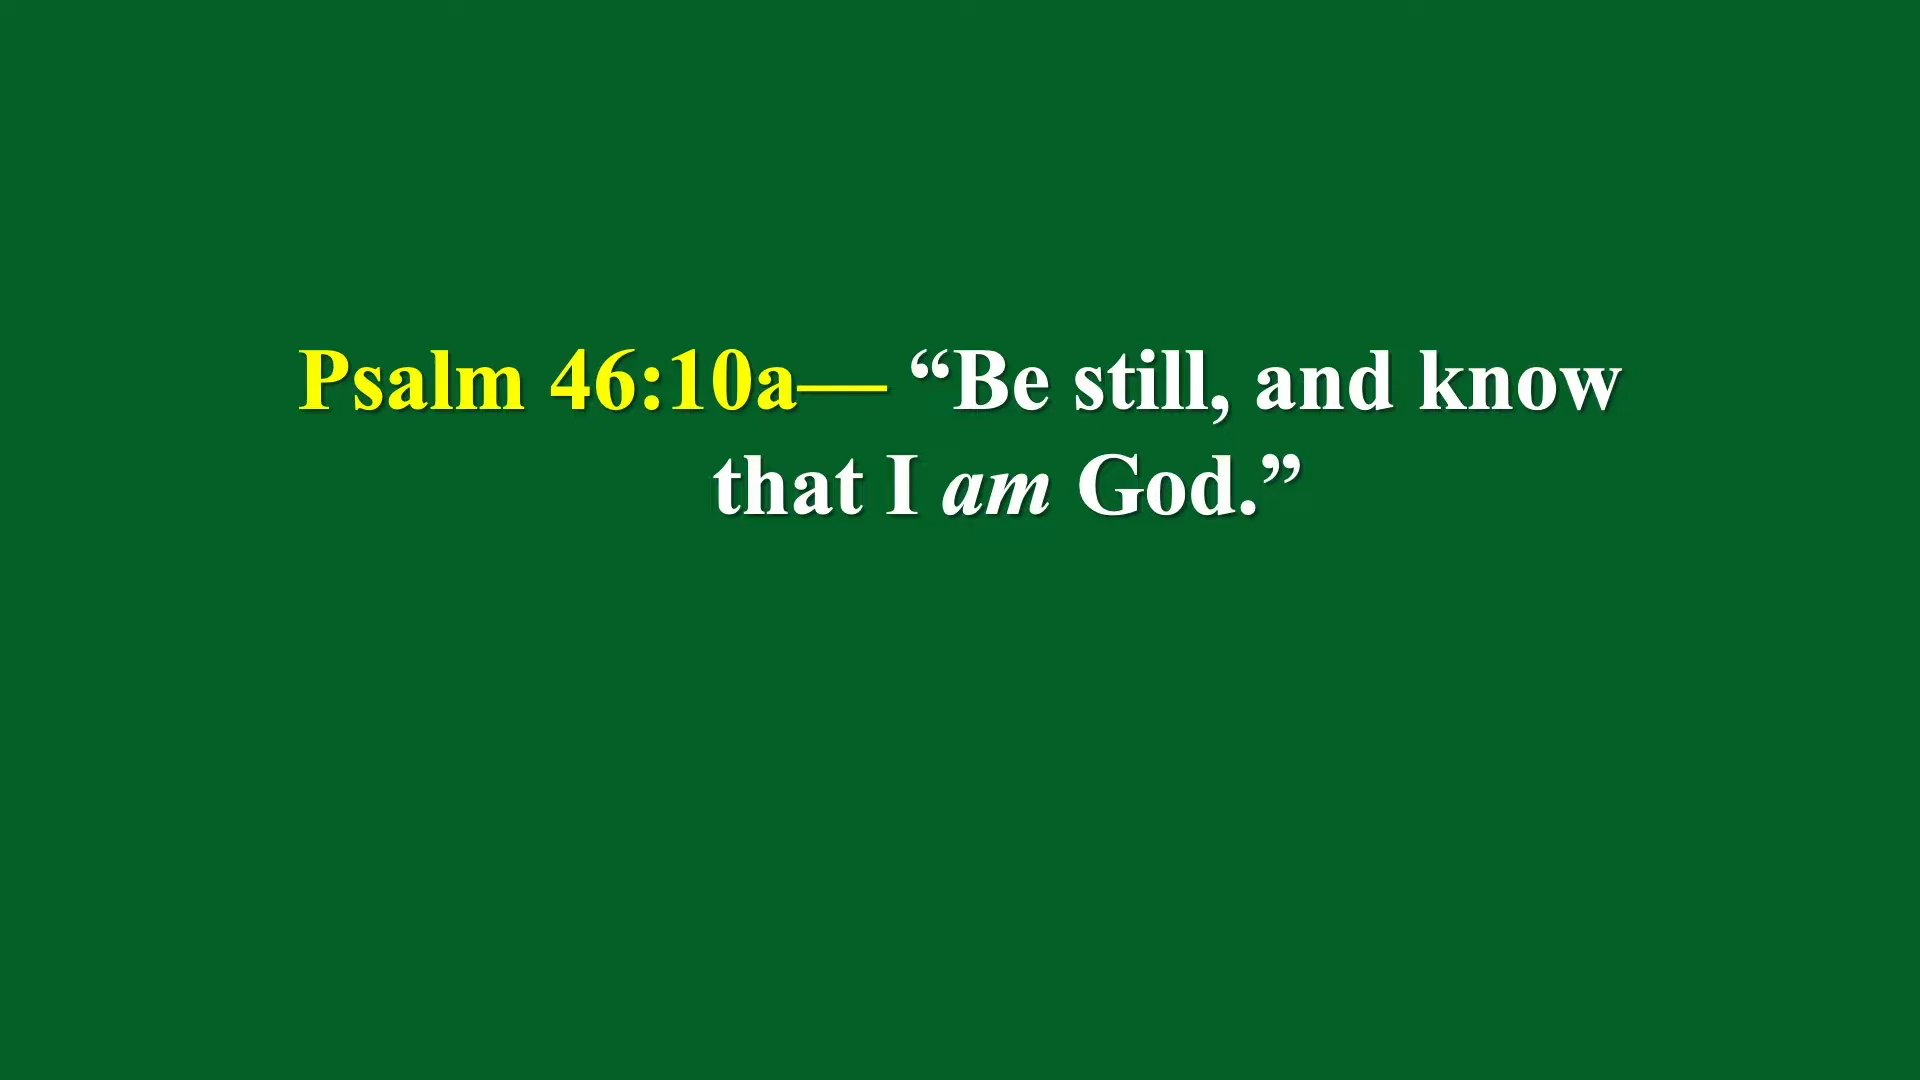 Psalm 46:10a— “Be still, and know
that I am God.”